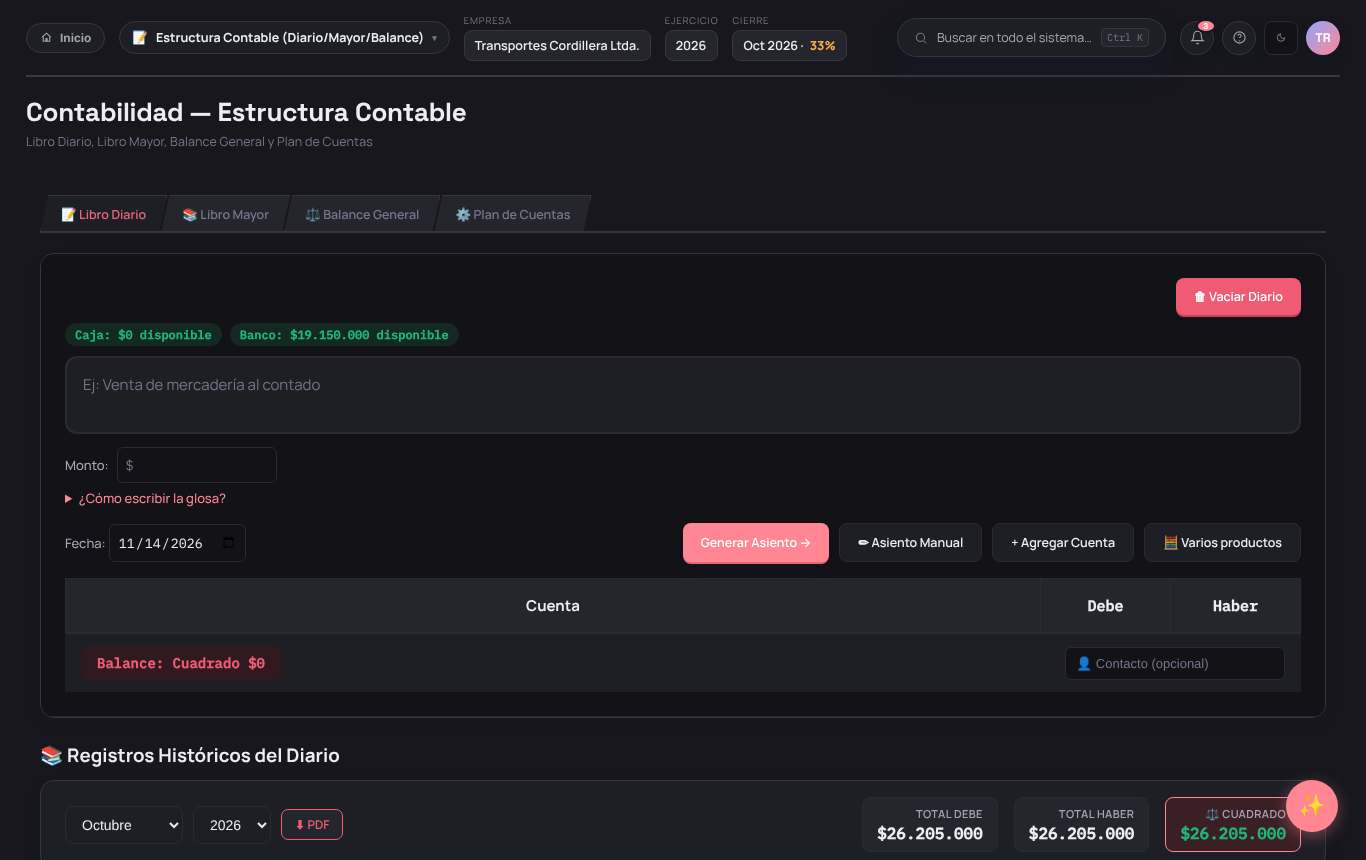 Inicio
📝 Estructura Contable (Diario/Mayor/Balance) ▾
EMPRESA
Transportes Cordillera Ltda.
EJERCICIO
2026
CIERRE
Oct 2026 · 33%
Buscar en todo el sistema... Ctrl K
3
TR
Contabilidad — Estructura Contable
Libro Diario, Libro Mayor, Balance General y Plan de Cuentas
📝 Libro Diario
📚 Libro Mayor
⚖️ Balance General
⚙️ Plan de Cuentas
🗑 Vaciar Diario
Caja: $0 disponible
Banco: $19.150.000 disponible
Ej: Venta de mercadería al contado
Monto: $
▶ ¿Cómo escribir la glosa?
Fecha: 11/14/2026
Generar Asiento →
✏ Asiento Manual
+ Agregar Cuenta
🧮 Varios productos
Cuenta Debe Haber
Balance: Cuadrado $0
👤 Contacto (opcional)
📚 Registros Históricos del Diario
Octubre
2026
⬇ PDF
TOTAL DEBE
$26.205.000
TOTAL HABER
$26.205.000
⚖️ CUADRADO
$26.205.000